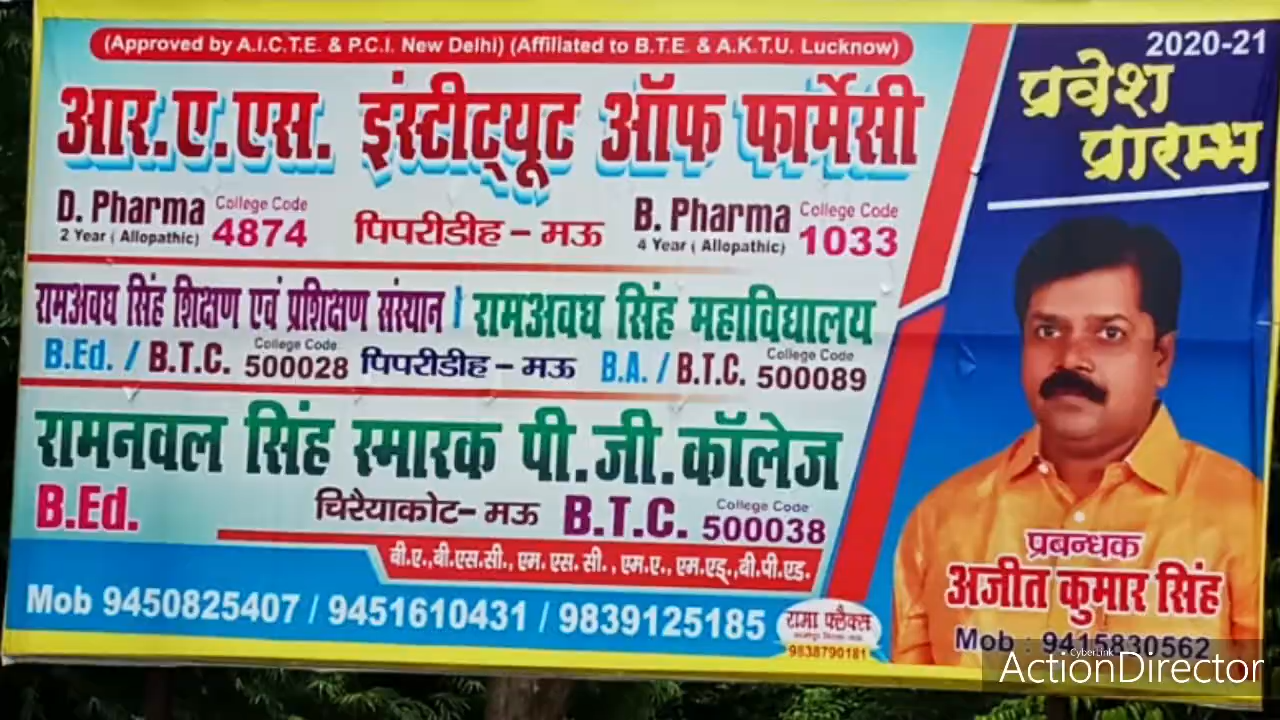 (Approved by A.I.C.T.E. & P.C.I. New Delhi) (Affiliated to B.T.E. & A.K.T.U. Lucknow)
आर.ए.एस. इंस्टीट्यूट ऑफ फार्मेसी
D. Pharma College Code 4874
2 Year ( Allopathic)
पिपरीडीह - मऊ
B. Pharma College Code 1033
4 Year ( Allopathic)
रामअवध सिंह शिक्षण एवं प्रशिक्षण संस्थान | रामअवध सिंह महाविद्यालय
B.Ed. / B.T.C. College Code 500028 पिपरीडीह - मऊ B.A. / B.T.C. College Code 500089
रामनवल सिंह स्मारक पी.जी.कॉलेज
B.Ed. चिरैयाकोट- मऊ B.T.C. College Code 500038
बी.ए.,बी.एस.सी., एम. एस. सी. , एम.ए., एम.एड्.,बी.पी.एड.
Mob 9450825407 / 9451610431 / 9839125185
रामा फ्लैक्स
9838790181
2020-21
प्रवेश
प्रारम्भ
प्रबन्धक
अजीत कुमार सिंह
Mob : 9415830562
CyberLink
ActionDirector